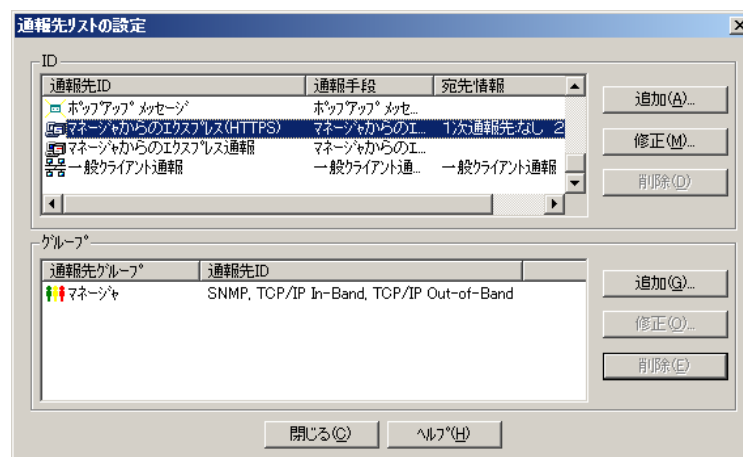 通報先リストの設定
ID
通報先ID 通報手段 宛先情報
ﾎﾟｯﾌﾟｱｯﾌﾟ ﾒｯｾｰｼﾞ ﾎﾟｯﾌﾟｱｯﾌﾟ ﾒｯｾ...
ﾏﾈｰｼﾞｬからのｴｸｽﾌﾟﾚｽ(HTTPS) ﾏﾈｰｼﾞｬからのｴ... 1次通報先:なし 2
ﾏﾈｰｼﾞｬからのｴｸｽﾌﾟﾚｽ通報 ﾏﾈｰｼﾞｬからのｴ...
一般ｸﾗｲｱﾝﾄ通報 一般ｸﾗｲｱﾝﾄ通... 一般ｸﾗｲｱﾝﾄ通報
追加(A)...
修正(M)...
削除(D)
ｸﾞﾙｰﾌﾟ
通報先ｸﾞﾙｰﾌﾟ 通報先ID
ﾏﾈｰｼﾞｬ SNMP, TCP/IP In-Band, TCP/IP Out-of-Band
追加(G)...
修正(O)...
削除(E)
閉じる(C) ﾍﾙﾌﾟ(H)